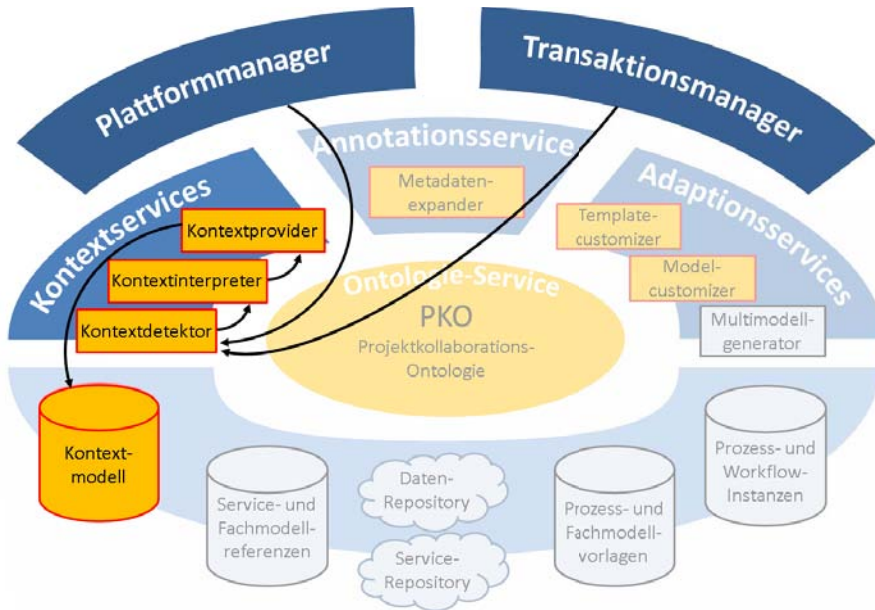 Plattformmanager
Transaktionsmanager
Annotationsservice
Metadaten-
expander
Kontextservices
Kontextprovider
Kontextinterpreter
Kontextdetektor
Adaptionsservices
Template-
customizer
Model-
customizer
Multimodell-
generator
Ontologie-Service
PKO
Projektkollaborations-
Ontologie
Kontext-
modell
Service- und
Fachmodell-
referenzen
Daten-
Repository
Service-
Repository
Prozess- und
Fachmodell-
vorlagen
Prozess- und
Workflow-
Instanzen